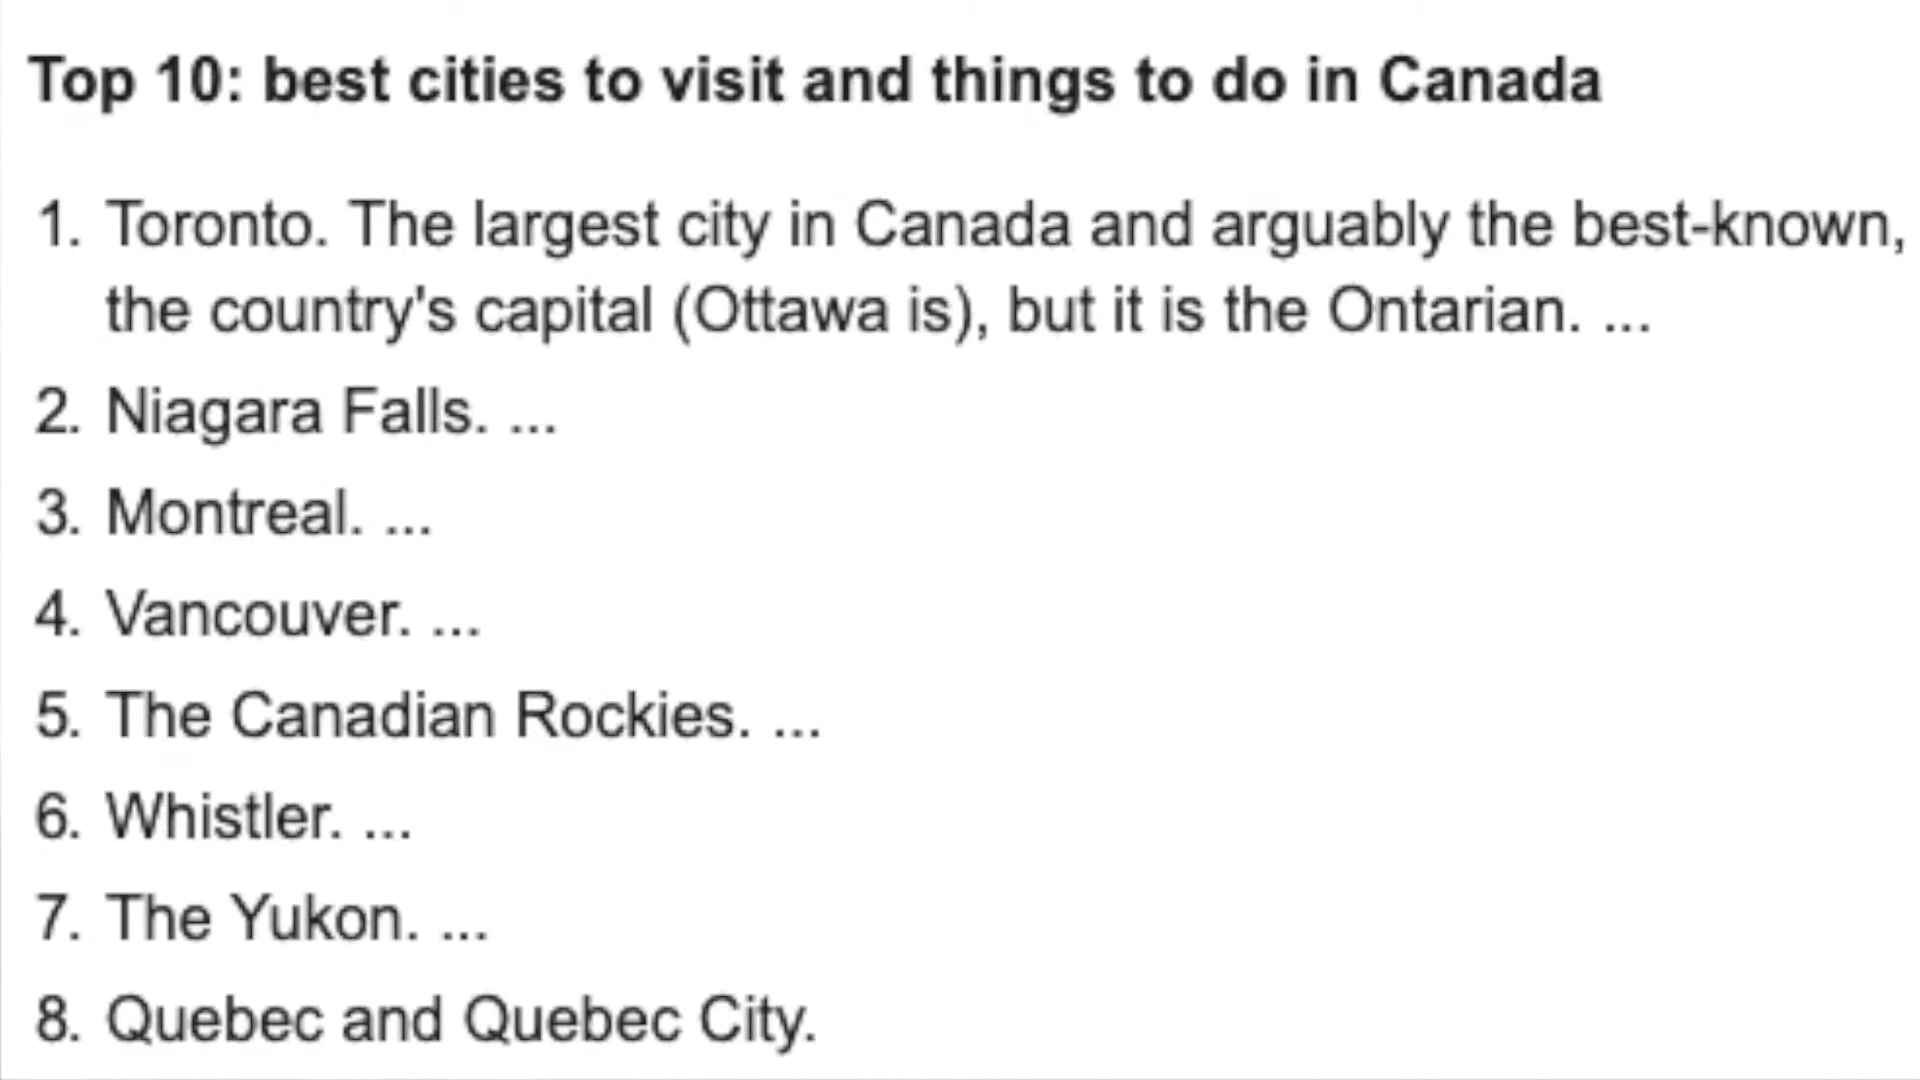 Top 10: best cities to visit and things to do in Canada
1. Toronto. The largest city in Canada and arguably the best-known,
the country's capital (Ottawa is), but it is the Ontarian. ...
2. Niagara Falls. ...
3. Montreal. ...
4. Vancouver. ...
5. The Canadian Rockies. ...
6. Whistler. ...
7. The Yukon. ...
8. Quebec and Quebec City.